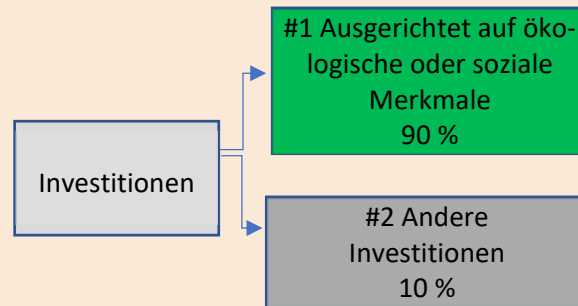 #1 Ausgerichtet auf öko-
logische oder soziale
Merkmale
90 %
Investitionen
#2 Andere
Investitionen
10 %